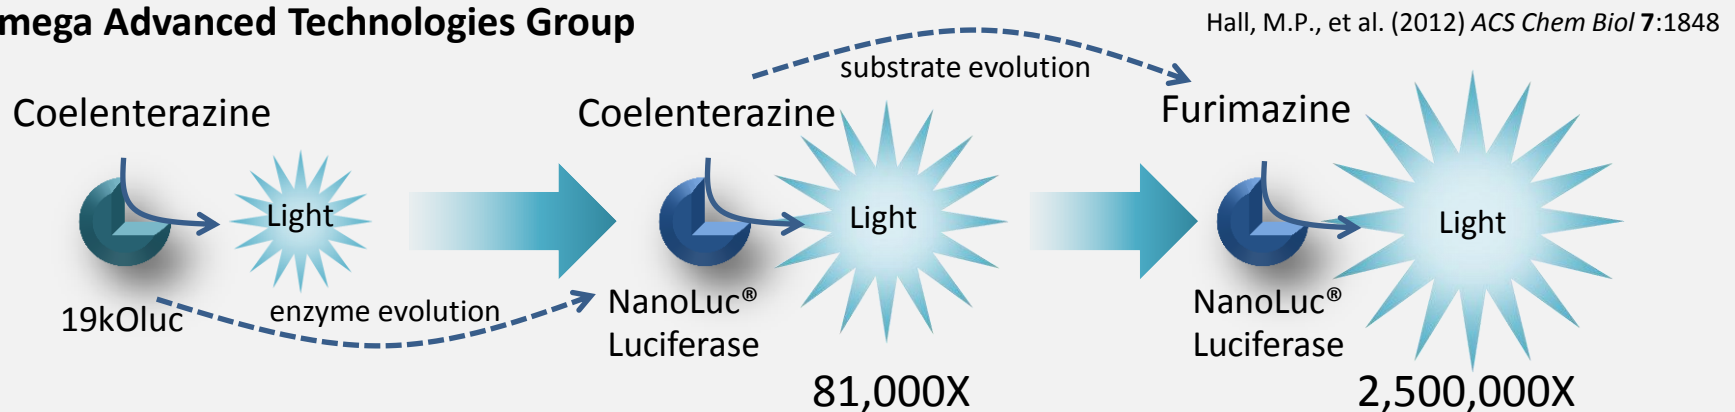 mega Advanced Technologies Group
Hall, M.P., et al. (2012) ACS Chem Biol 7:1848
substrate evolution
Coelenterazine
Coelenterazine
Furimazine
Light
Light
Light
19kOluc
enzyme evolution
NanoLuc®
Luciferase
NanoLuc®
Luciferase
81,000X
2,500,000X